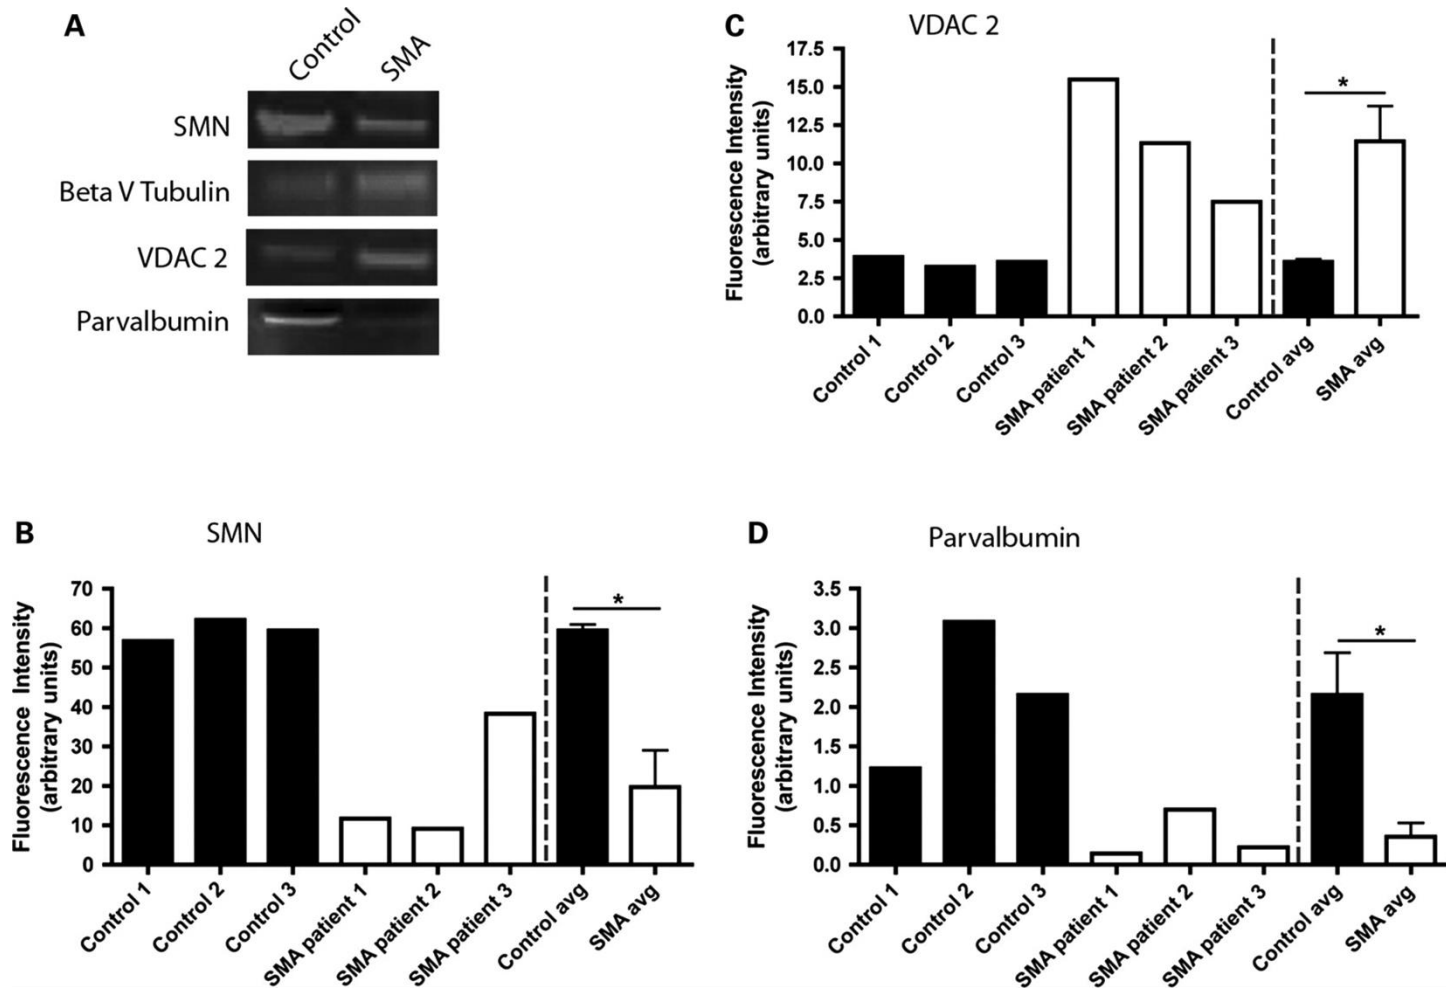 A
Control
SMA
SMN
Beta V Tubulin
VDAC 2
Parvalbumin
C
VDAC 2
Fluorescence Intensity
(arbitrary units)
17.5
15.0
12.5
10.0
7.5
5.0
2.5
0.0
*
Control 1
Control 2
Control 3
SMA patient 1
SMA patient 2
SMA patient 3
Control avg
SMA avg
B
SMN
Fluorescence Intensity
(arbitrary units)
70
60
50
40
30
20
10
0
*
Control 1
Control 2
Control 3
SMA patient 1
SMA patient 2
SMA patient 3
Control avg
SMA avg
D
Parvalbumin
Fluorescence Intensity
(arbitrary units)
3.5
3.0
2.5
2.0
1.5
1.0
0.5
0.0
*
Control 1
Control 2
Control 3
SMA patient 1
SMA patient 2
SMA patient 3
Control avg
SMA avg